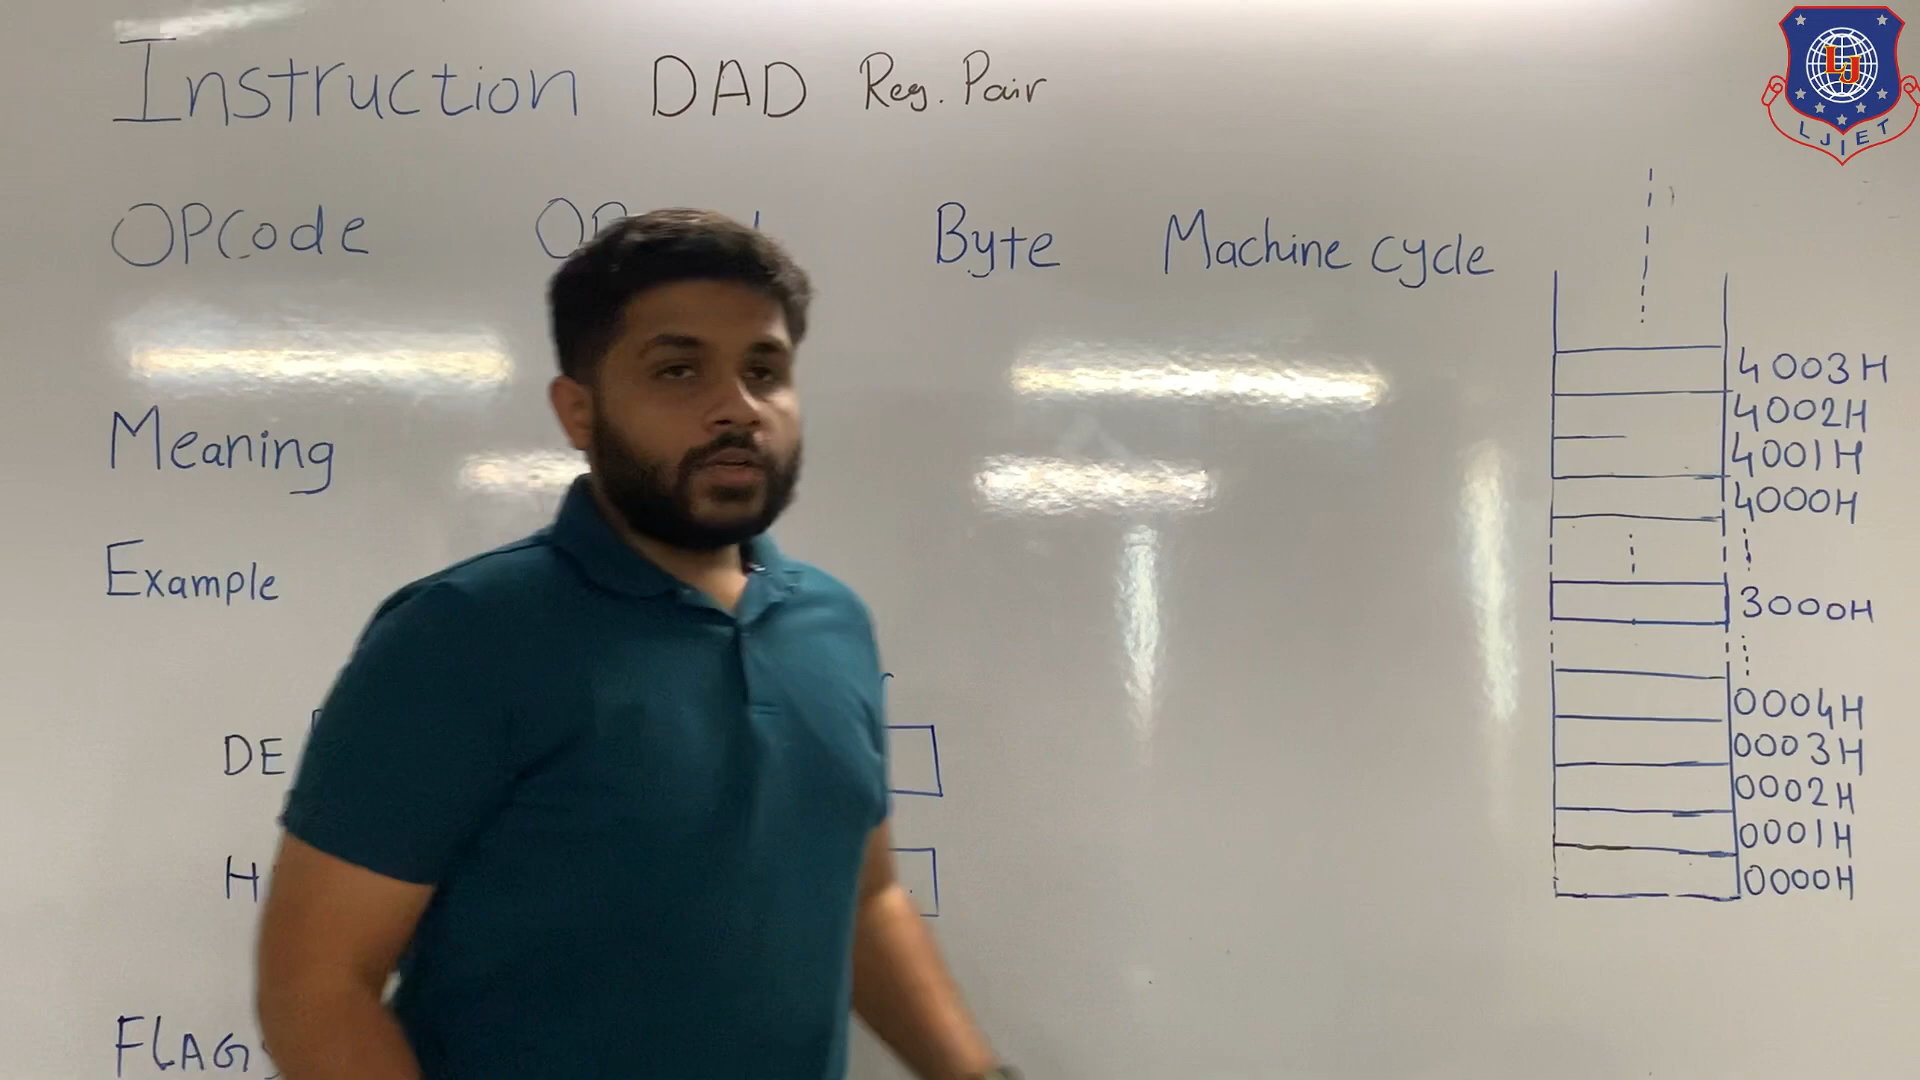 Instruction DAD Reg. Pair
LJ
LJIET
OPCode Byte Machine cycle
4003H
4002H
Meaning
4001H
4000H
Example
3000H
0004H
DE
0003H
0002H
0001H
H
0000H
FLAG